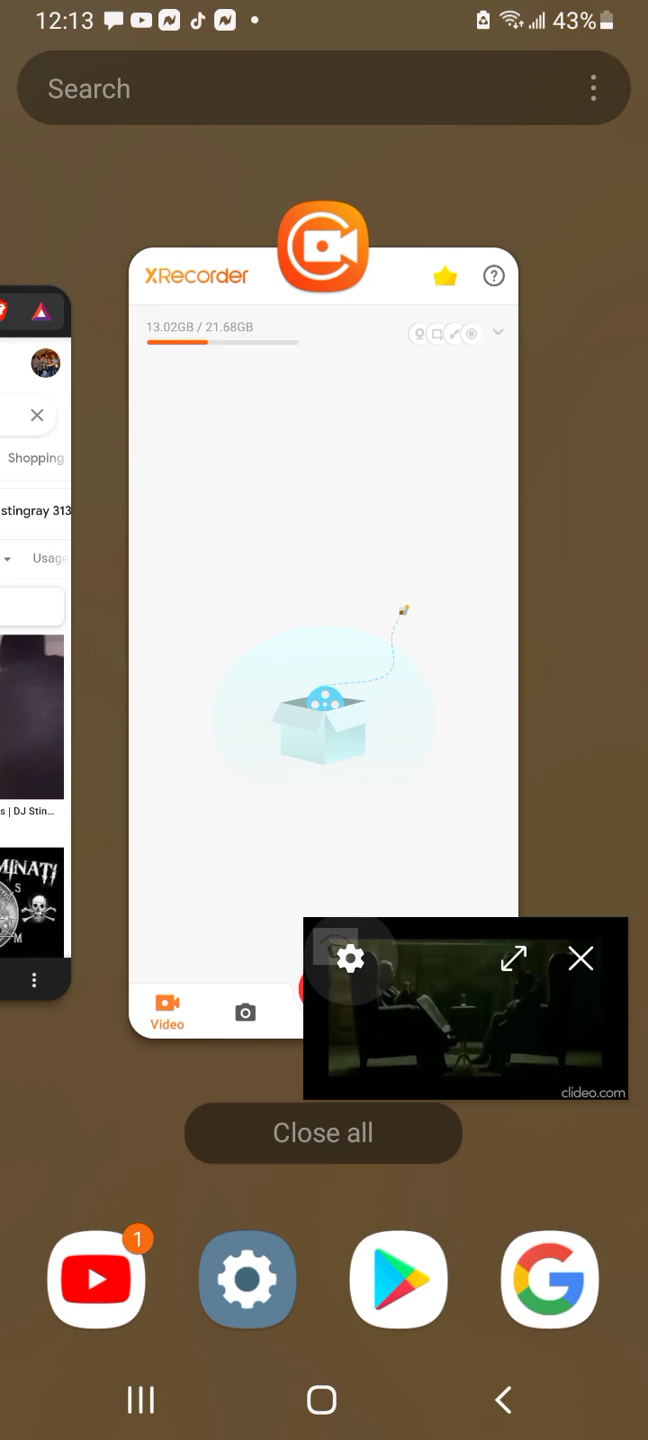 12:13
43%
Search
XRecorder
13.02GB / 21.68GB
Shopping
stingray 313
Usage
s | DJ Stin...
MINATI
S
M
Video
clideo.com
Close all
1